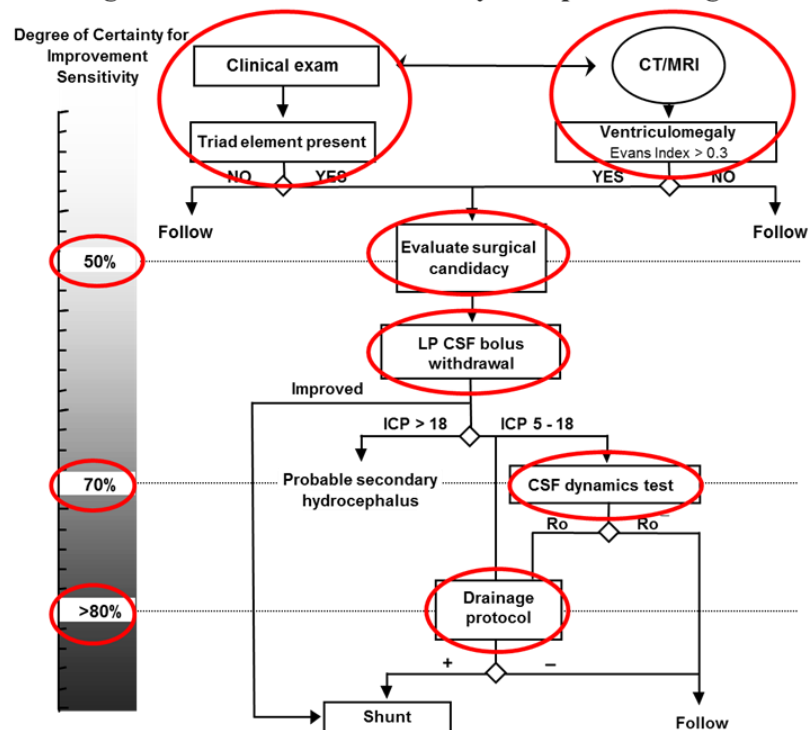 Degree of Certainty for
Improvement
Sensitivity
Clinical exam
CT/MRI
Triad element present
Ventriculomegaly
Evans Index > 0.3
NO
YES
YES
NO
Follow
Follow
Evaluate surgical
candidacy
50%
LP CSF bolus
withdrawal
Improved
ICP > 18
ICP 5 - 18
Probable secondary
hydrocephalus
CSF dynamics test
70%
Ro
Ro
Drainage
protocol
>80%
+
–
Shunt
Follow